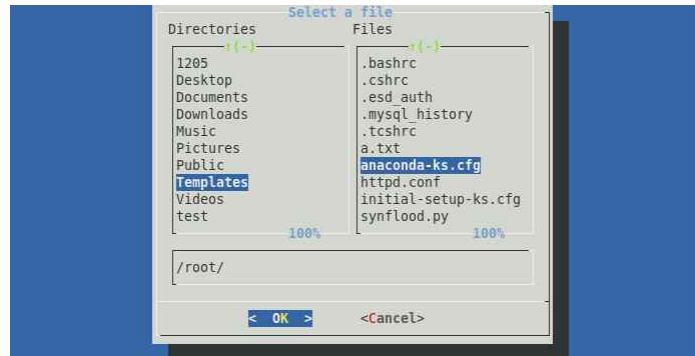 Select a file
Directories Files
↑(-) ↑(-)
1205 .bashrc
Desktop .cshrc
Documents .esd_auth
Downloads .mysql_history
Music .tcshrc
Pictures a.txt
Public anaconda-ks.cfg
Templates httpd.conf
Videos initial-setup-ks.cfg
test synflood.py
100% 100%
/root/
< OK > <Cancel>